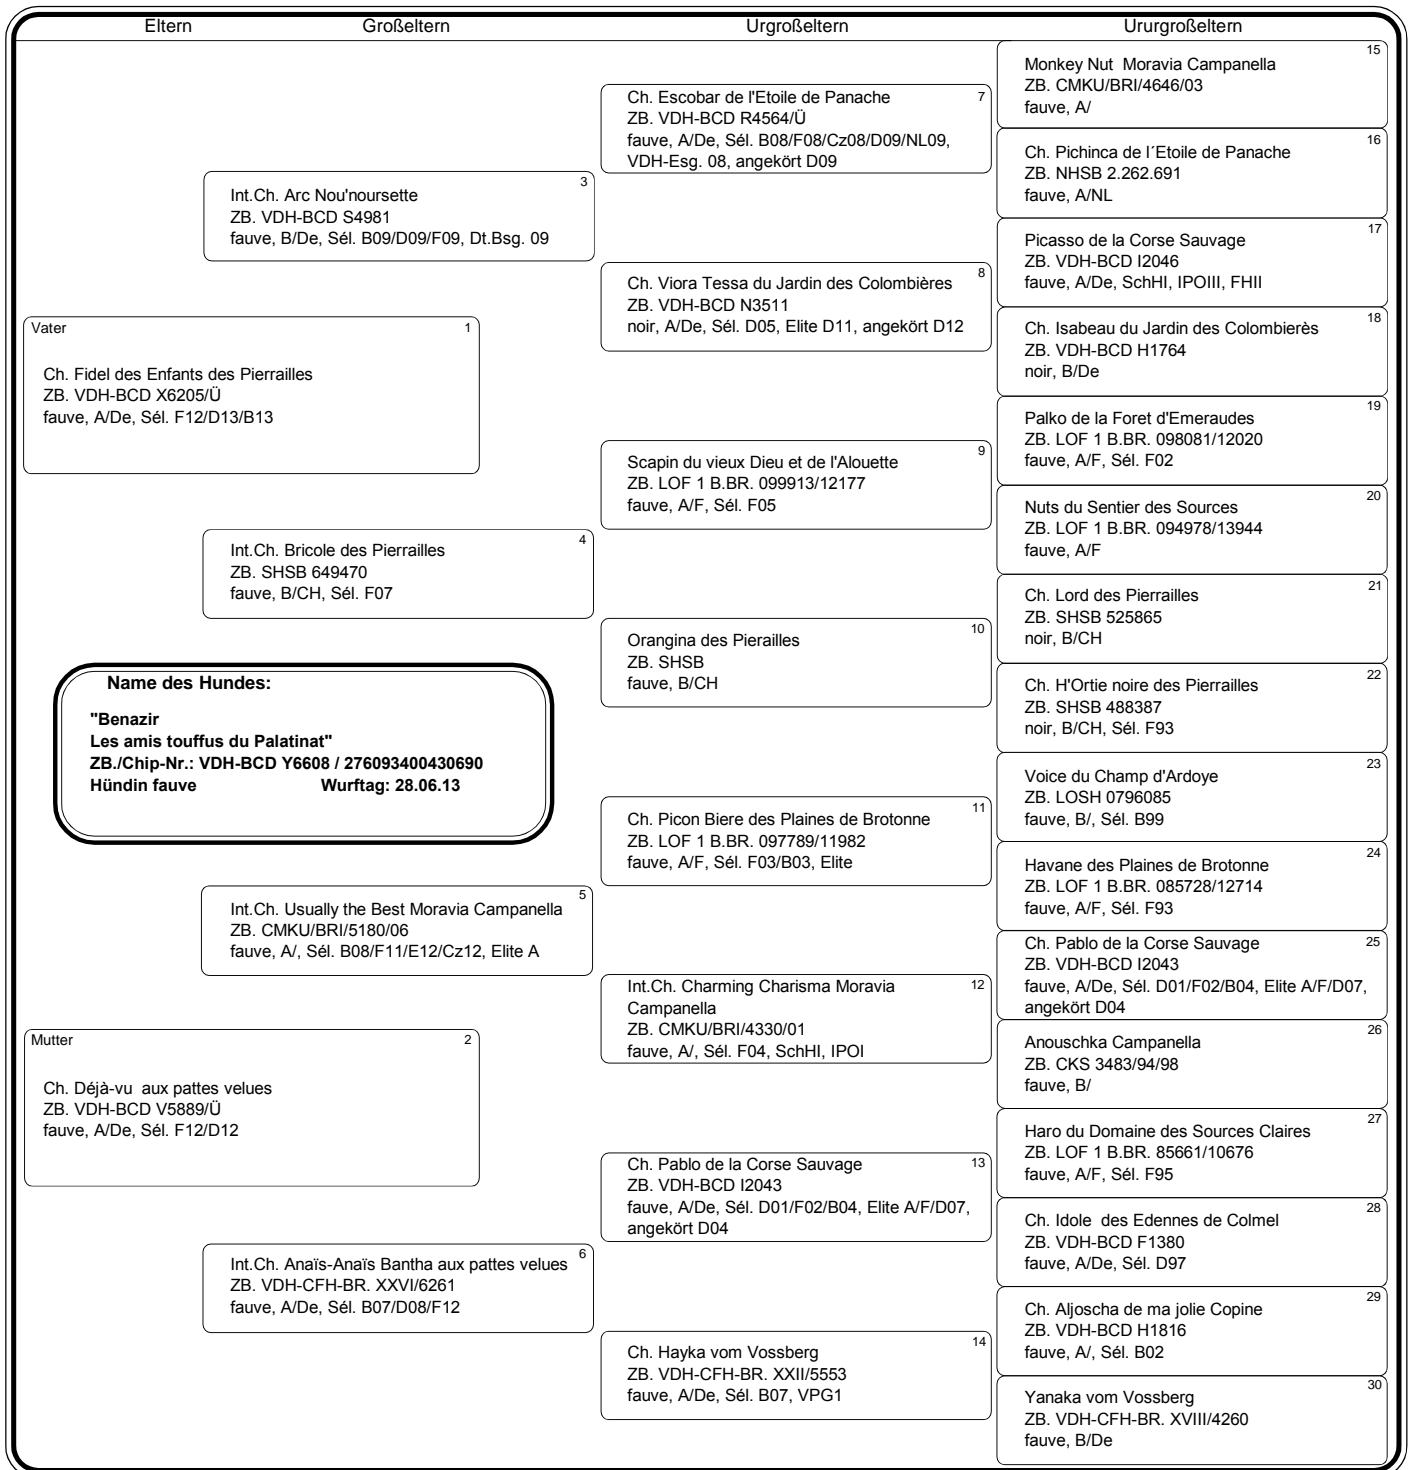 Eltern
Großeltern
Urgroßeltern
Ururgroßeltern
Vater 1
Ch. Fidel des Enfants des Pierrailles
ZB. VDH-BCD X6205/Ü
fauve, A/De, Sél. F12/D13/B13
Name des Hundes:
"Benazir
Les amis touffus du Palatinat"
ZB./Chip-Nr.: VDH-BCD Y6608 / 276093400430690
Hündin fauve Wurftag: 28.06.13
Mutter 2
Ch. Déjà-vu aux pattes velues
ZB. VDH-BCD V5889/Ü
fauve, A/De, Sél. F12/D12
3
Int.Ch. Arc Nou'noursette
ZB. VDH-BCD S4981
fauve, B/De, Sél. B09/D09/F09, Dt.Bsg. 09
4
Int.Ch. Bricole des Pierrailles
ZB. SHSB 649470
fauve, B/CH, Sél. F07
5
Int.Ch. Usually the Best Moravia Campanella
ZB. CMKU/BRI/5180/06
fauve, A/, Sél. B08/F11/E12/Cz12, Elite A
6
Int.Ch. Anaïs-Anaïs Bantha aux pattes velues
ZB. VDH-CFH-BR. XXVI/6261
fauve, A/De, Sél. B07/D08/F12
Ch. Escobar de l'Etoile de Panache 7
ZB. VDH-BCD R4564/Ü
fauve, A/De, Sél. B08/F08/Cz08/D09/NL09,
VDH-Esg. 08, angekört D09
8
Ch. Viora Tessa du Jardin des Colombières
ZB. VDH-BCD N3511
noir, A/De, Sél. D05, Elite D11, angekört D12
9
Scapin du vieux Dieu et de l'Alouette
ZB. LOF 1 B.BR. 099913/12177
fauve, A/F, Sél. F05
10
Orangina des Pierailles
ZB. SHSB
fauve, B/CH
11
Ch. Picon Biere des Plaines de Brotonne
ZB. LOF 1 B.BR. 097789/11982
fauve, A/F, Sél. F03/B03, Elite
Int.Ch. Charming Charisma Moravia 12
Campanella
ZB. CMKU/BRI/4330/01
fauve, A/, Sél. F04, SchHI, IPOI
Ch. Pablo de la Corse Sauvage 13
ZB. VDH-BCD I2043
fauve, A/De, Sél. D01/F02/B04, Elite A/F/D07,
angekört D04
14
Ch. Hayka vom Vossberg
ZB. VDH-CFH-BR. XXII/5553
fauve, A/De, Sél. B07, VPG1
15
Monkey Nut Moravia Campanella
ZB. CMKU/BRI/4646/03
fauve, A/
16
Ch. Pichinca de l´Etoile de Panache
ZB. NHSB 2.262.691
fauve, A/NL
17
Picasso de la Corse Sauvage
ZB. VDH-BCD I2046
fauve, A/De, SchHI, IPOIII, FHII
18
Ch. Isabeau du Jardin des Colombierès
ZB. VDH-BCD H1764
noir, B/De
19
Palko de la Foret d'Emeraudes
ZB. LOF 1 B.BR. 098081/12020
fauve, A/F, Sél. F02
20
Nuts du Sentier des Sources
ZB. LOF 1 B.BR. 094978/13944
fauve, A/F
21
Ch. Lord des Pierrailles
ZB. SHSB 525865
noir, B/CH
22
Ch. H'Ortie noire des Pierrailles
ZB. SHSB 488387
noir, B/CH, Sél. F93
23
Voice du Champ d'Ardoye
ZB. LOSH 0796085
fauve, B/, Sél. B99
24
Havane des Plaines de Brotonne
ZB. LOF 1 B.BR. 085728/12714
fauve, A/F, Sél. F93
Ch. Pablo de la Corse Sauvage 25
ZB. VDH-BCD I2043
fauve, A/De, Sél. D01/F02/B04, Elite A/F/D07,
angekört D04
26
Anouschka Campanella
ZB. CKS 3483/94/98
fauve, B/
27
Haro du Domaine des Sources Claires
ZB. LOF 1 B.BR. 85661/10676
fauve, A/F, Sél. F95
28
Ch. Idole des Edennes de Colmel
ZB. VDH-BCD F1380
fauve, A/De, Sél. D97
29
Ch. Aljoscha de ma jolie Copine
ZB. VDH-BCD H1816
fauve, A/, Sél. B02
30
Yanaka vom Vossberg
ZB. VDH-CFH-BR. XVIII/4260
fauve, B/De